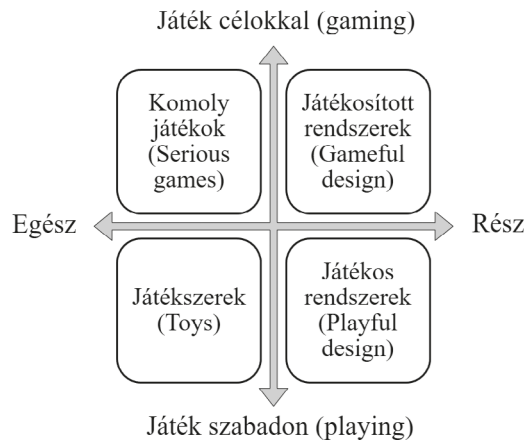 Játék célokkal (gaming)
Komoly
játékok
(Serious
games)
Játékosított
rendszerek
(Gameful
design)
Egész
Rész
Játékszerek
(Toys)
Játékos
rendszerek
(Playful
design)
Játék szabadon (playing)